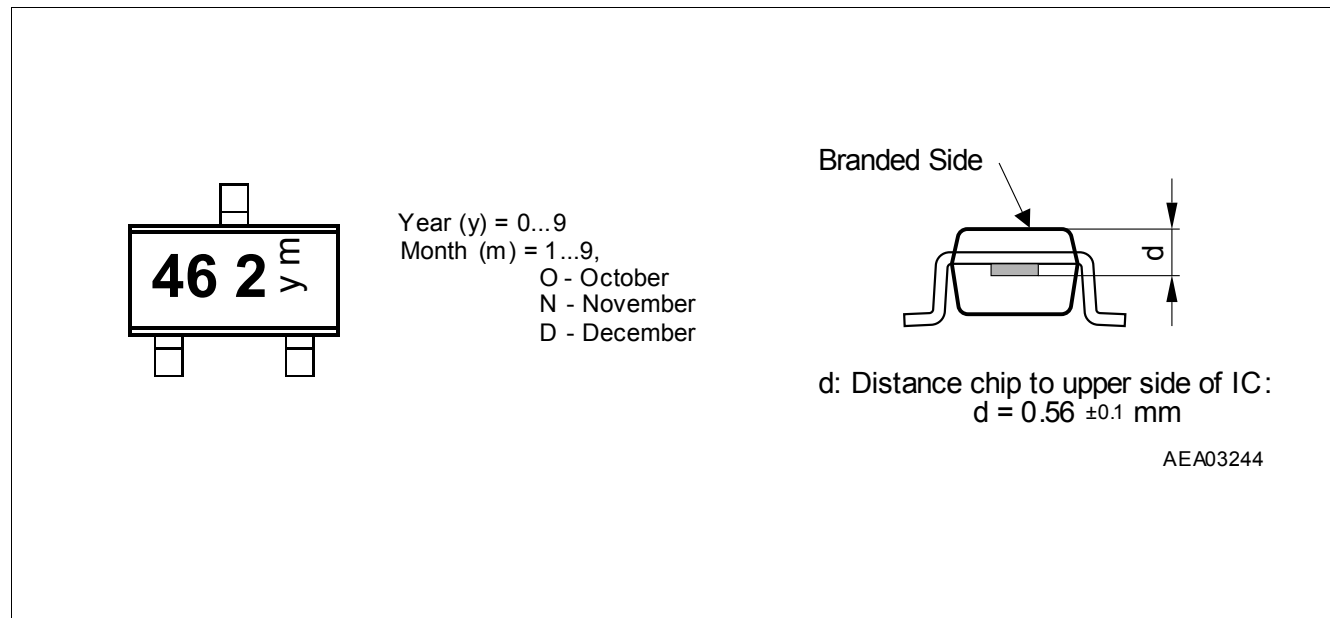 46 2 y m
Year (y) = 0...9
Month (m) = 1...9,
O - October
N - November
D - December
Branded Side
d
d: Distance chip to upper side of IC:
d = 0.56 ±0.1 mm
AEA03244